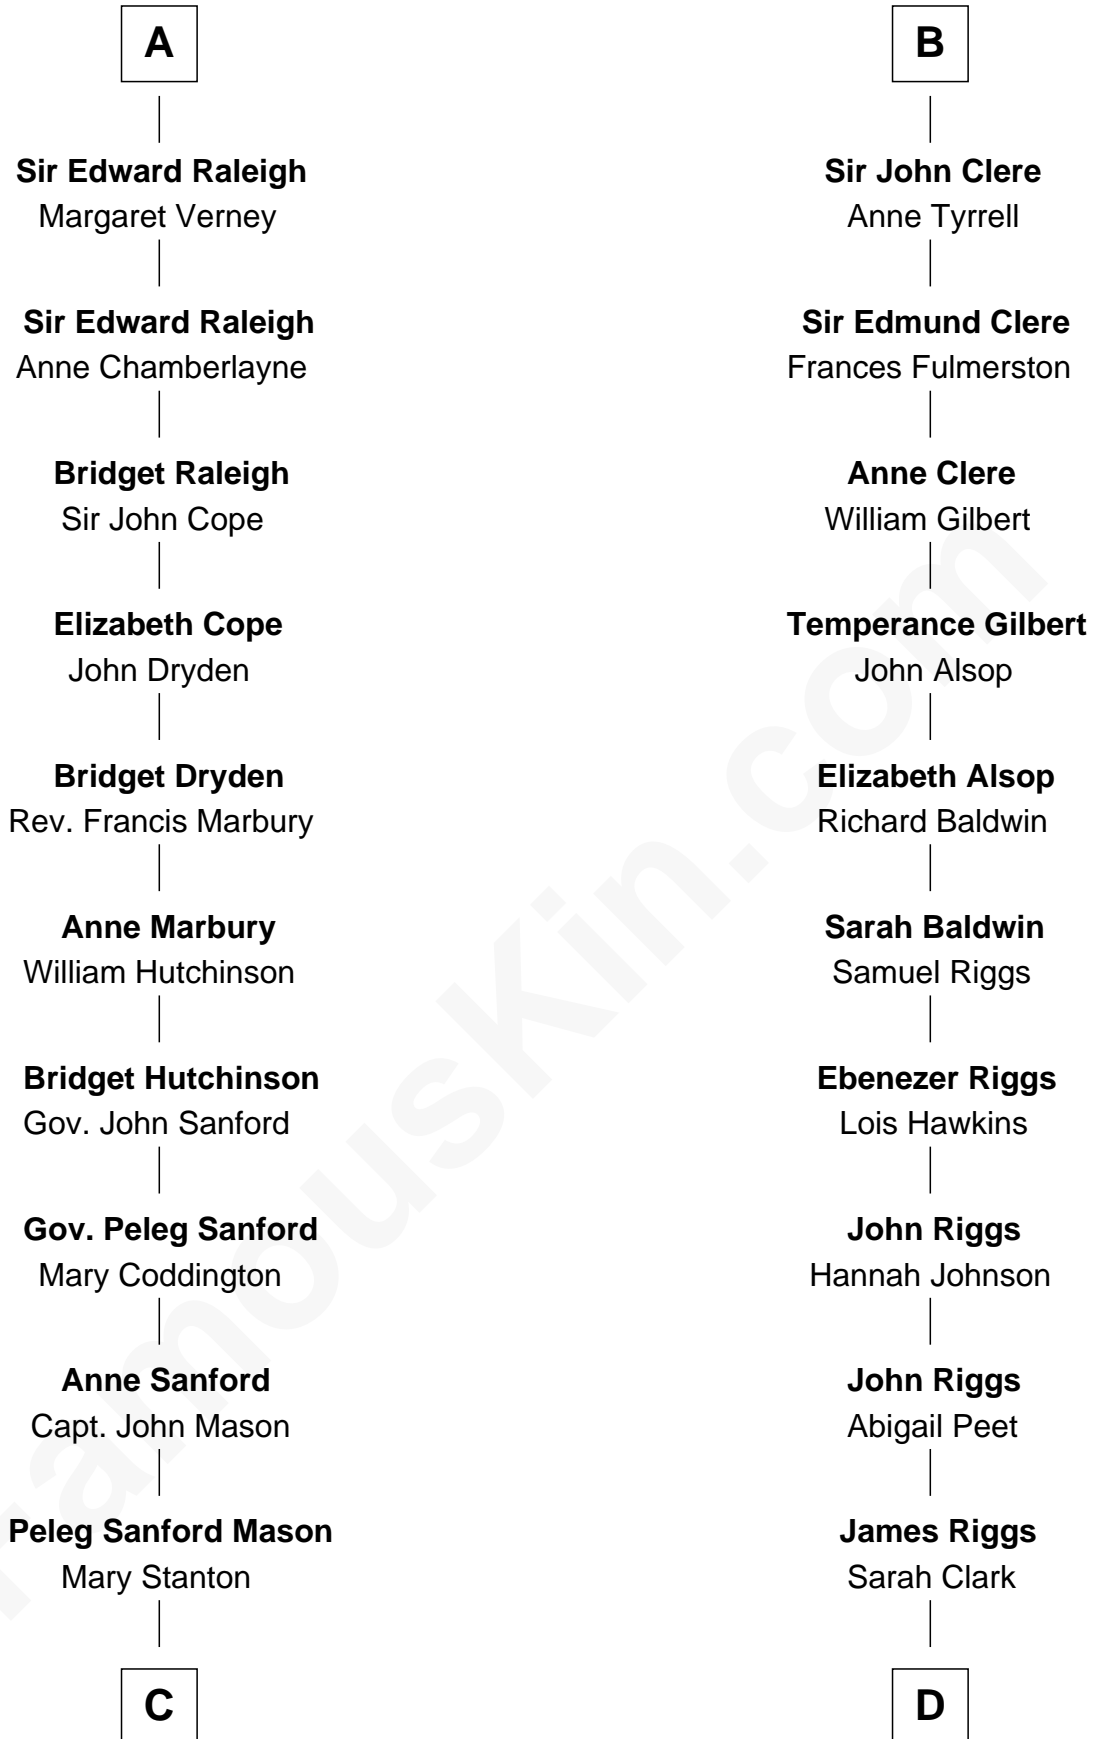 A
Sir Edward Raleigh
Margaret Verney
Sir Edward Raleigh
Anne Chamberlayne
Bridget Raleigh
Sir John Cope
Elizabeth Cope
John Dryden
Bridget Dryden
Rev. Francis Marbury
Anne Marbury
William Hutchinson
Bridget Hutchinson
Gov. John Sanford
Gov. Peleg Sanford
Mary Coddington
Anne Sanford
Capt. John Mason
Peleg Sanford Mason
Mary Stanton
C
B
Sir John Clere
Anne Tyrrell
Sir Edmund Clere
Frances Fulmerston
Anne Clere
William Gilbert
Temperance Gilbert
John Alsop
Elizabeth Alsop
Richard Baldwin
Sarah Baldwin
Samuel Riggs
Ebenezer Riggs
Lois Hawkins
John Riggs
Hannah Johnson
John Riggs
Abigail Peet
James Riggs
Sarah Clark
D
FamousKin.com